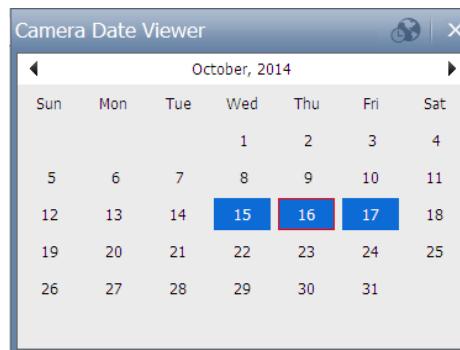 Camera Date Viewer
October, 2014
Sun Mon Tue Wed Thu Fri Sat
1 2 3 4
5 6 7 8 9 10 11
12 13 14 15 16 17 18
19 20 21 22 23 24 25
26 27 28 29 30 31